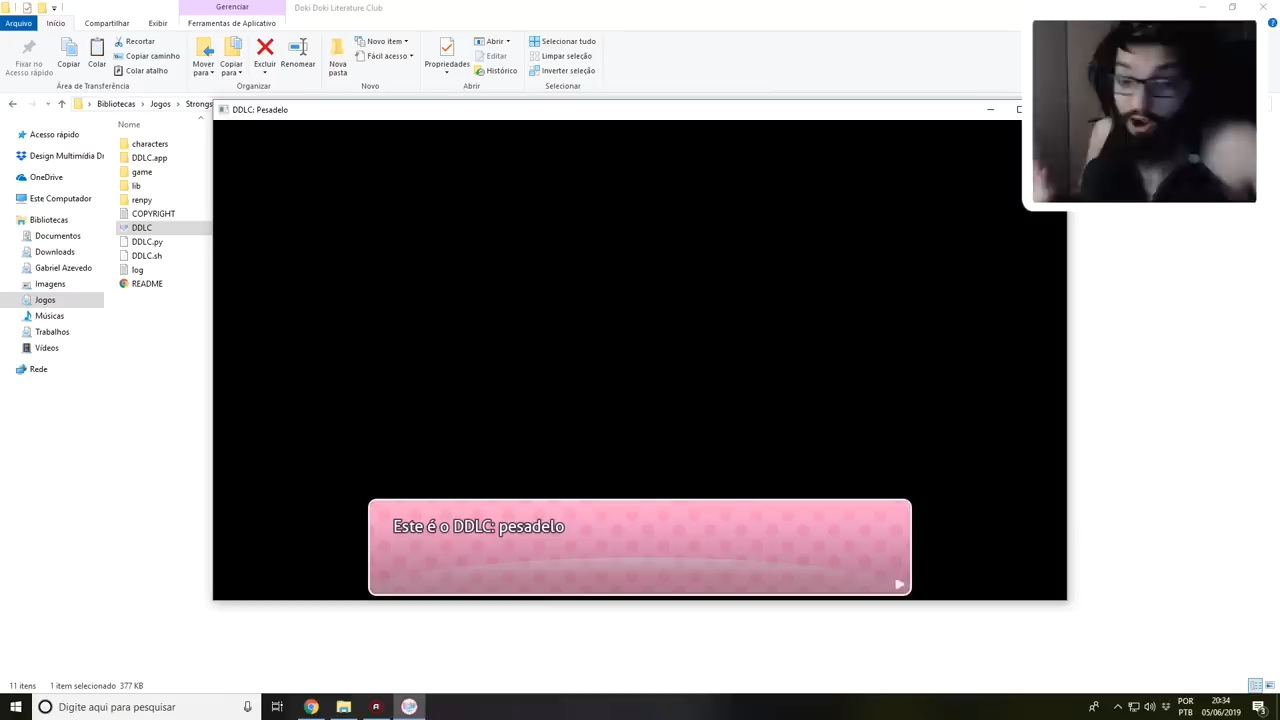 Gerenciar
Doki Doki Literature Club
Arquivo
Início
Compartilhar
Exibir
Ferramentas de Aplicativo
Fixar no
Acesso rápido
Copiar
Colar
Recortar
Copiar caminho
Colar atalho
Área de Transferência
Mover
para
Copiar
para
Excluir
Renomear
Organizar
Nova
pasta
Novo item
Fácil acesso
Novo
Propriedades
Abrir
Editar
Histórico
Abrir
Selecionar tudo
Limpar seleção
Inverter seleção
Selecionar
Bibliotecas
Jogos
Acesso rápido
OneDrive
Este Computador
Bibliotecas
Documentos
Downloads
Gabriel Azevedo
Imagens
Jogos
Músicas
Trabalhos
Vídeos
Rede
Nome
characters
DDLC.app
game
lib
renpy
COPYRIGHT
DDLC
DDLC.py
DDLC.sh
log
README
DDLC: Pesadelo
Este é o DDLC: pesadelo
11 itens
1 item selecionado 377 KB
Digite aqui para pesquisar
POR
PTB
20:34
05/06/2019
3